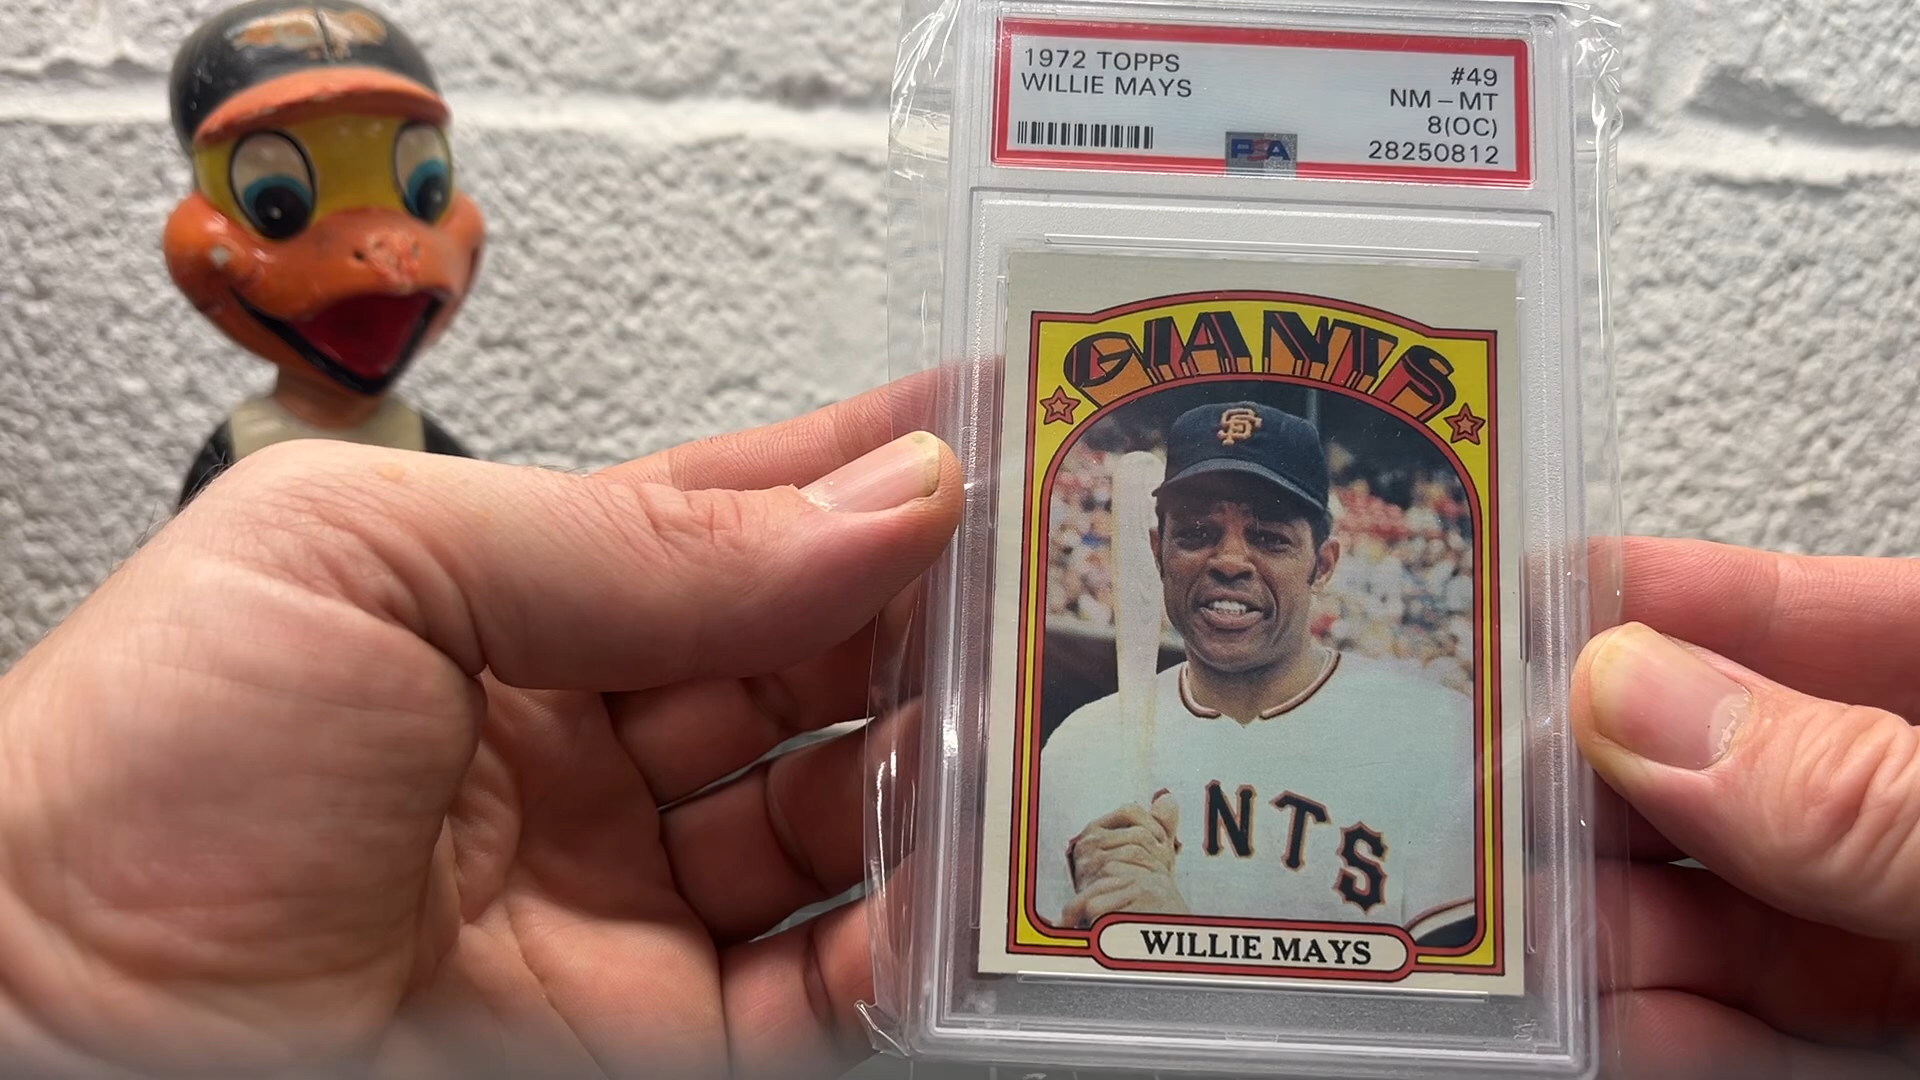 1972 TOPPS
WILLIE MAYS
#49
NM - MT
8(OC)
28250812
PSA
GIANTS
SF
NTS
WILLIE MAYS